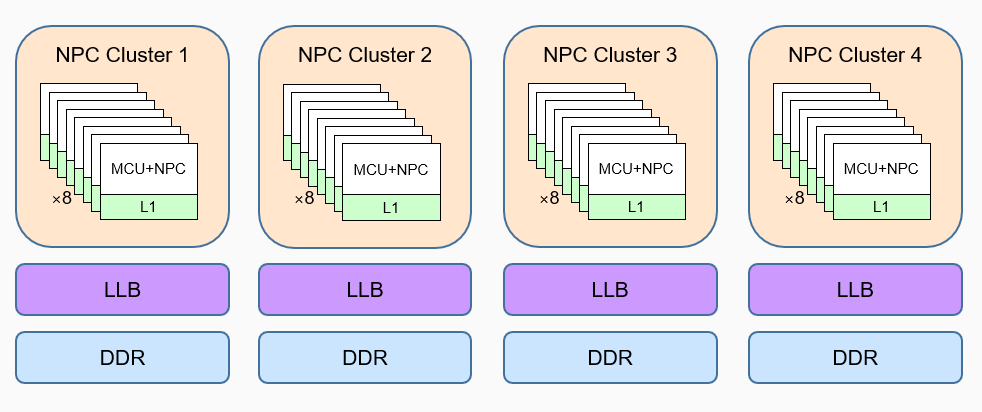 NPC Cluster 1
MCU+NPC
×8
L1
NPC Cluster 2
MCU+NPC
×8
L1
NPC Cluster 3
MCU+NPC
×8
L1
NPC Cluster 4
MCU+NPC
×8
L1
LLB
LLB
LLB
LLB
DDR
DDR
DDR
DDR